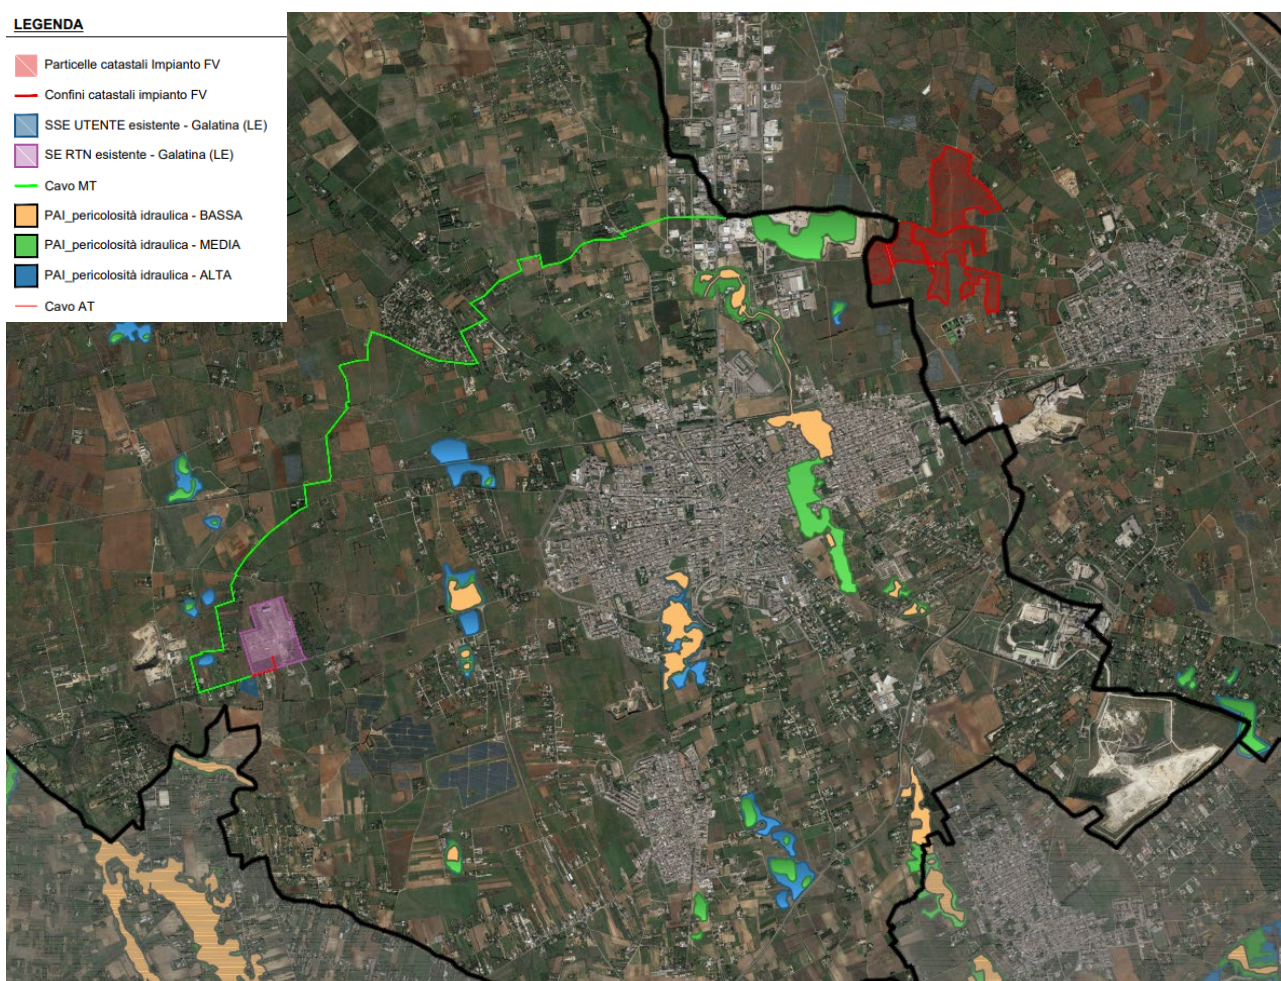 LEGENDA
Particelle catastali Impianto FV
Confini catastali impianto FV
SSE UTENTE esistente - Galatina (LE)
SE RTN esistente - Galatina (LE)
Cavo MT
PAI_pericolosità idraulica - BASSA
PAI_pericolosità idraulica - MEDIA
PAI_pericolosità idraulica - ALTA
Cavo AT